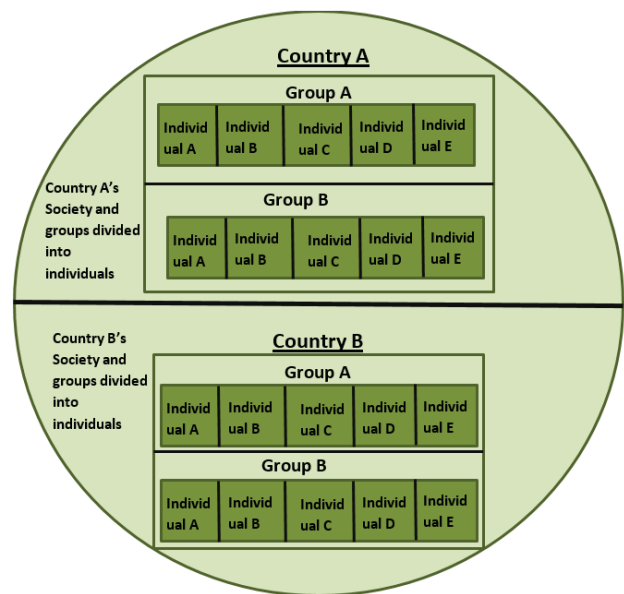 Country A
Group A
Individ Individ Individ Individ Individ
ual A ual B ual C ual D ual E
Country A's
Society and
groups divided
into
individuals
Group B
Individ Individ Individ Individ Individ
ual A ual B ual C ual D ual E
Country B's
Society and
groups divided
into
individuals
Country B
Group A
Individ Individ Individ Individ Individ
ual A ual B ual C ual D ual E
Group B
Individ Individ Individ Individ Individ
ual A ual B ual C ual D ual E